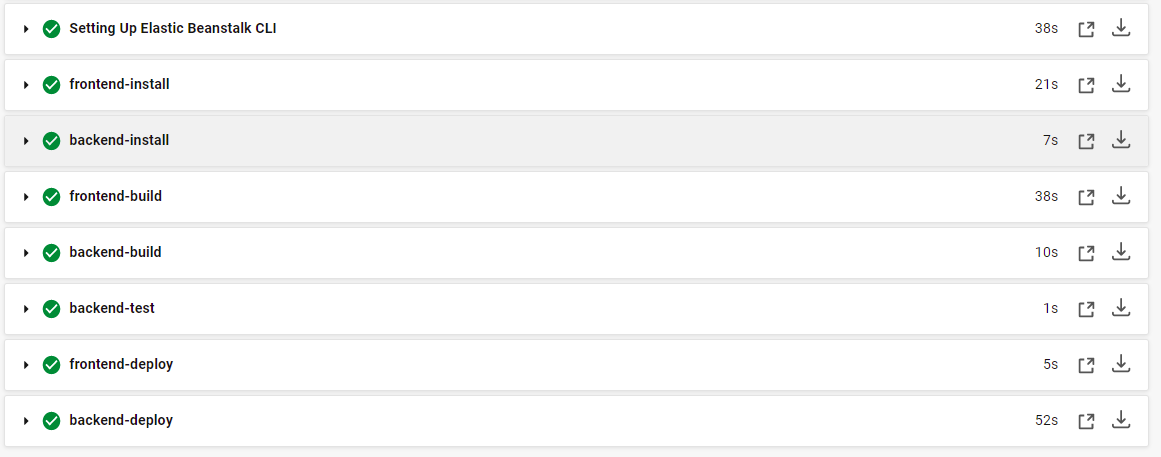 Setting Up Elastic Beanstalk CLI 38s
frontend-install 21s
backend-install 7s
frontend-build 38s
backend-build 10s
backend-test 1s
frontend-deploy 5s
backend-deploy 52s